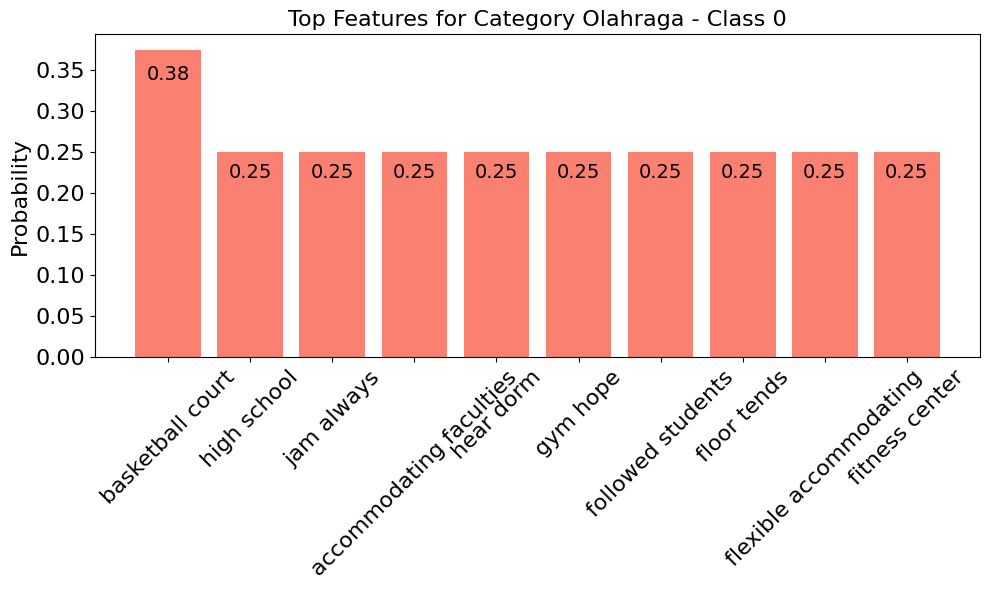 Top Features for Category Olahraga - Class 0
Probability
0.35
0.30
0.25
0.20
0.15
0.10
0.05
0.00
0.38
0.25
0.25
0.25
0.25
0.25
0.25
0.25
0.25
0.25
basketball court
high school
jam always
accommodating faculties
hear dorm
gym hope
followed students
floor tends
flexible accommodating
fitness center